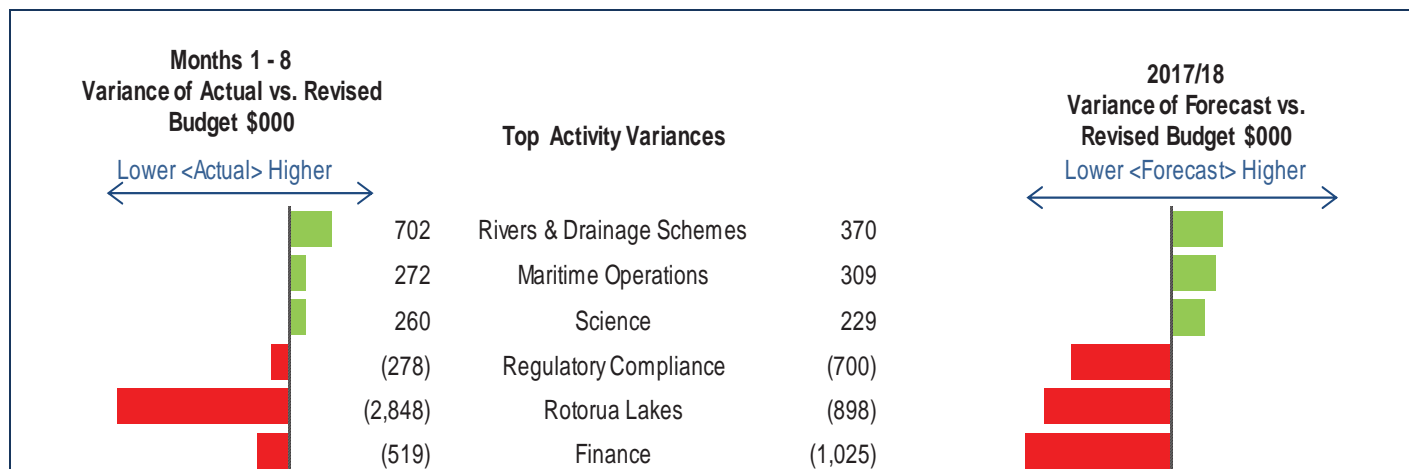 Months 1 - 8
Variance of Actual vs. Revised
Budget $000
Lower <Actual> Higher
Top Activity Variances
2017/18
Variance of Forecast vs.
Revised Budget $000
Lower <Forecast> Higher
702 Rivers & Drainage Schemes 370
272 Maritime Operations 309
260 Science 229
(278) Regulatory Compliance (700)
(2,848) Rotorua Lakes (898)
(519) Finance (1,025)